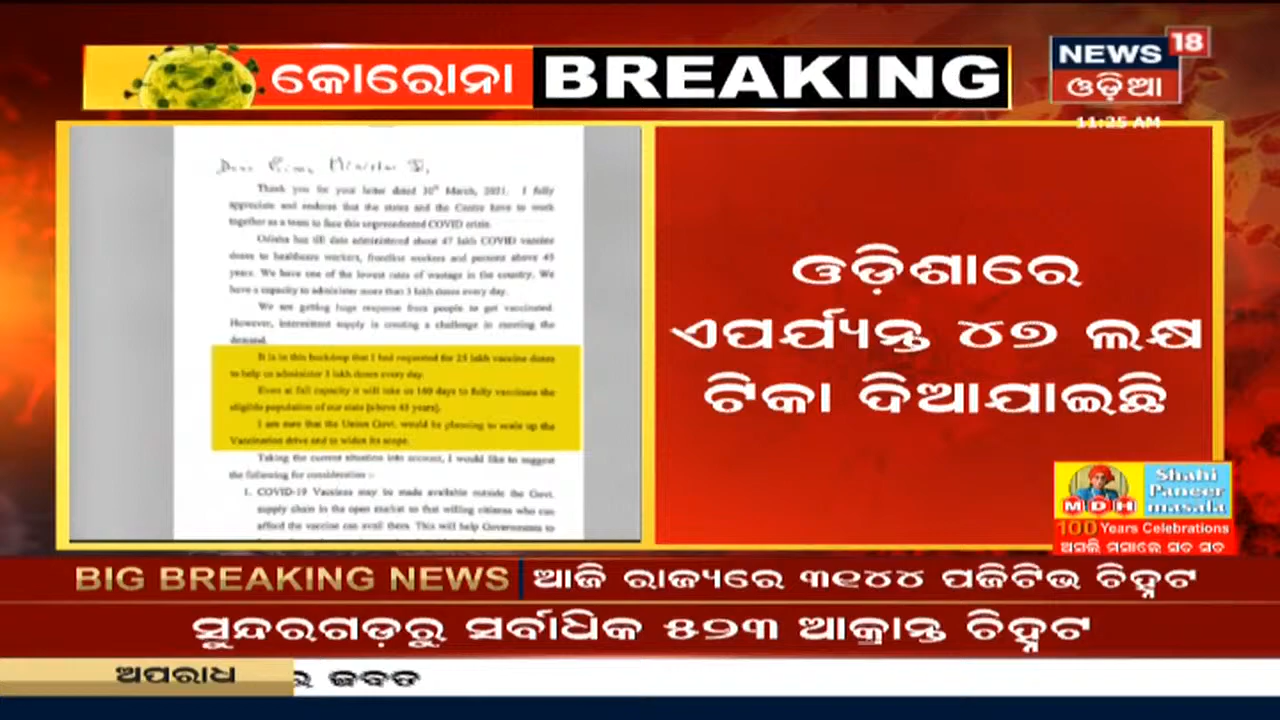 କୋରୋନା BREAKING
NEWS 18
ଓଡ଼ିଆ
11:25 AM
Dear Prime Minister Ji,
Thank you for your letter dated 30th March, 2021. I fully
appreciate and endorse that the states and the Centre have to work
together as a team to face this unprecedented COVID crisis.
Odisha has till date administered about 47 lakh COVID vaccine
doses to healthcare workers, frontline workers and persons above 45
years. We have one of the lowest rates of wastage in the country. We
have a capacity to administer more than 3 lakh doses every day.
We are getting huge response from people to get vaccinated.
However, intermittent supply is creating a challenge in meeting the
demand.
It is in this backdrop that I had requested for 25 lakh vaccine doses
to help us administer 3 lakh doses every day.
Even at full capacity it will take us 160 days to fully vaccinate the
eligible population of our state (above 45 years).
I am sure that the Union Govt. would be planning to scale up the
Vaccination drive and to widen its scope.
Taking the current situation into account, I would like to suggest
the following for consideration :-
1. COVID-19 Vaccines may be made available outside the Govt.
supply chain in the open market so that willing citizens who can
afford the vaccine can avail them. This will help Governments to
ଓଡ଼ିଶାରେ
ଏପର୍ଯ୍ୟନ୍ତ ୪୭ ଲକ୍ଷ
ଟିକା ଦିଆଯାଇଛି
MDH
Shahi
Paneer
masala
100 Years Celebrations
ଅସଲି ମସାଲେ ସଚ ସଚ
BIG BREAKING NEWS ଆଜି ରାଜ୍ୟରେ ୩୧୪୪ ପଜିଟିଭ ଚିହ୍ନଟ
ସୁନ୍ଦରଗଡ଼ରୁ ସର୍ବାଧିକ ୫୨୩ ଆକ୍ରାନ୍ତ ଚିହ୍ନଟ
ଅପରାଧ ଜବତ